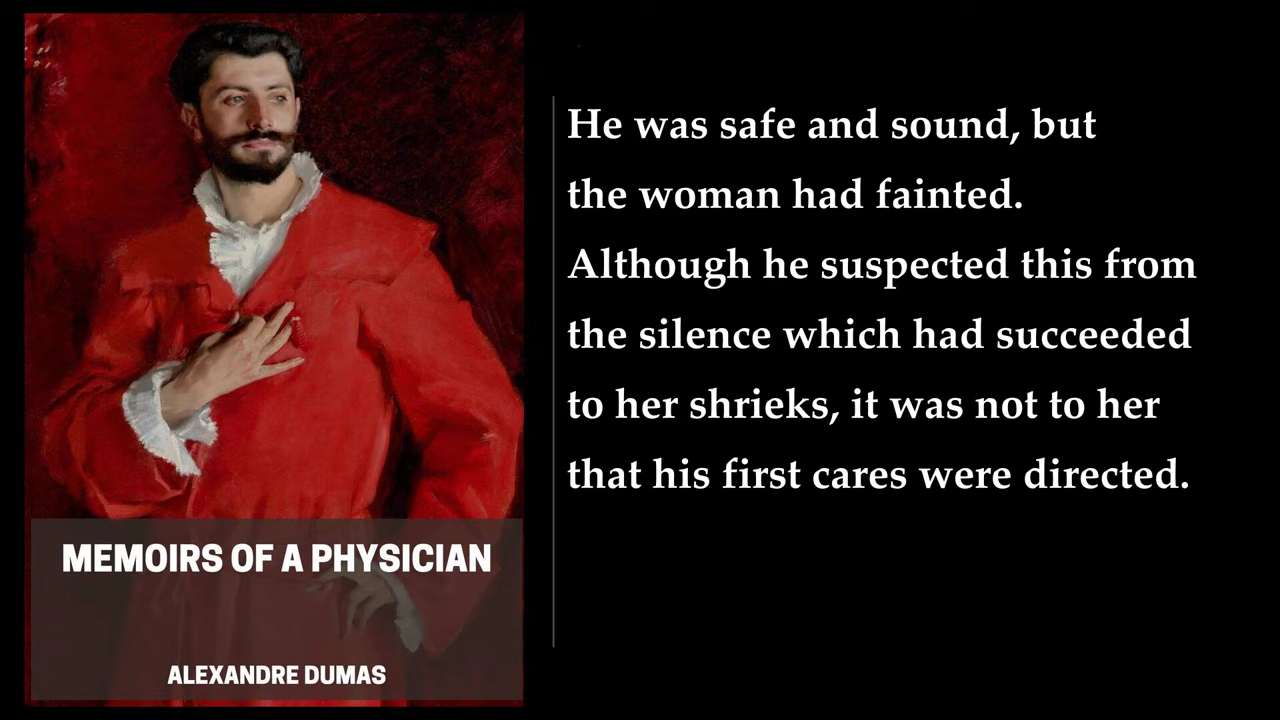 He was safe and sound, but
the woman had fainted.
Although he suspected this from
the silence which had succeeded
to her shrieks, it was not to her
that his first cares were directed.
MEMOIRS OF A PHYSICIAN
ALEXANDRE DUMAS